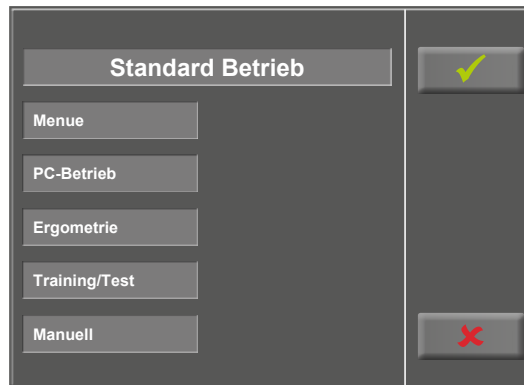 Standard Betrieb
Menue
PC-Betrieb
Ergometrie
Training/Test
Manuell